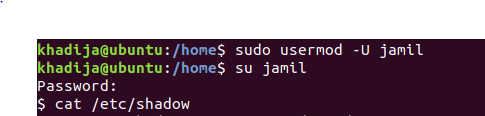 khadija@ubuntu:/home$ sudo usermod -U jamil
khadija@ubuntu:/home$ su jamil
Password:
$ cat /etc/shadow